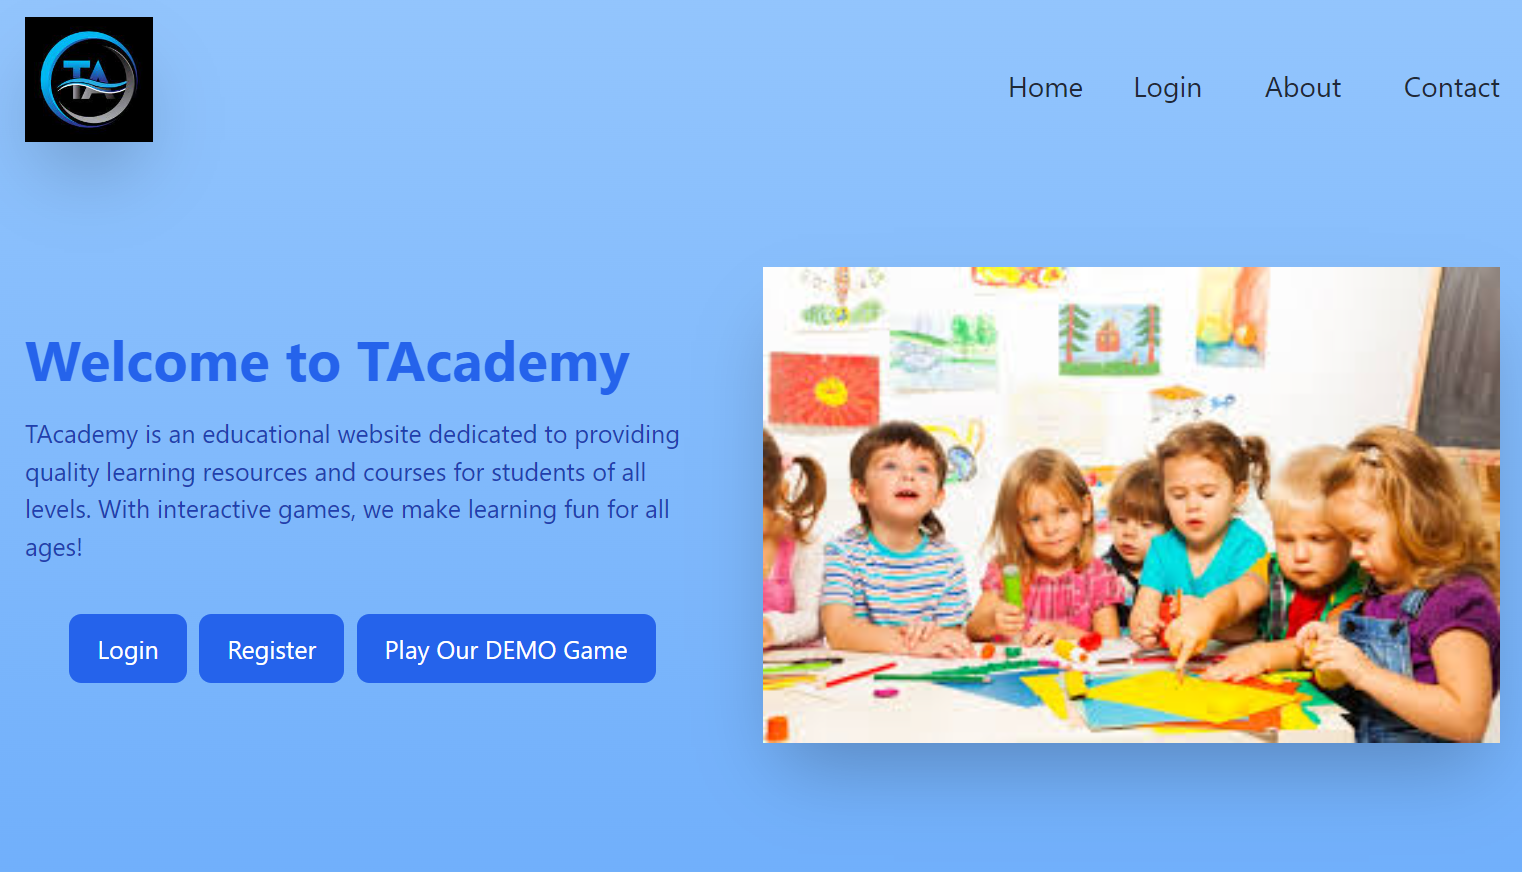 TA
Home Login About Contact
Welcome to TAcademy
TAcademy is an educational website dedicated to providing
quality learning resources and courses for students of all
levels. With interactive games, we make learning fun for all
ages!
Login Register Play Our DEMO Game